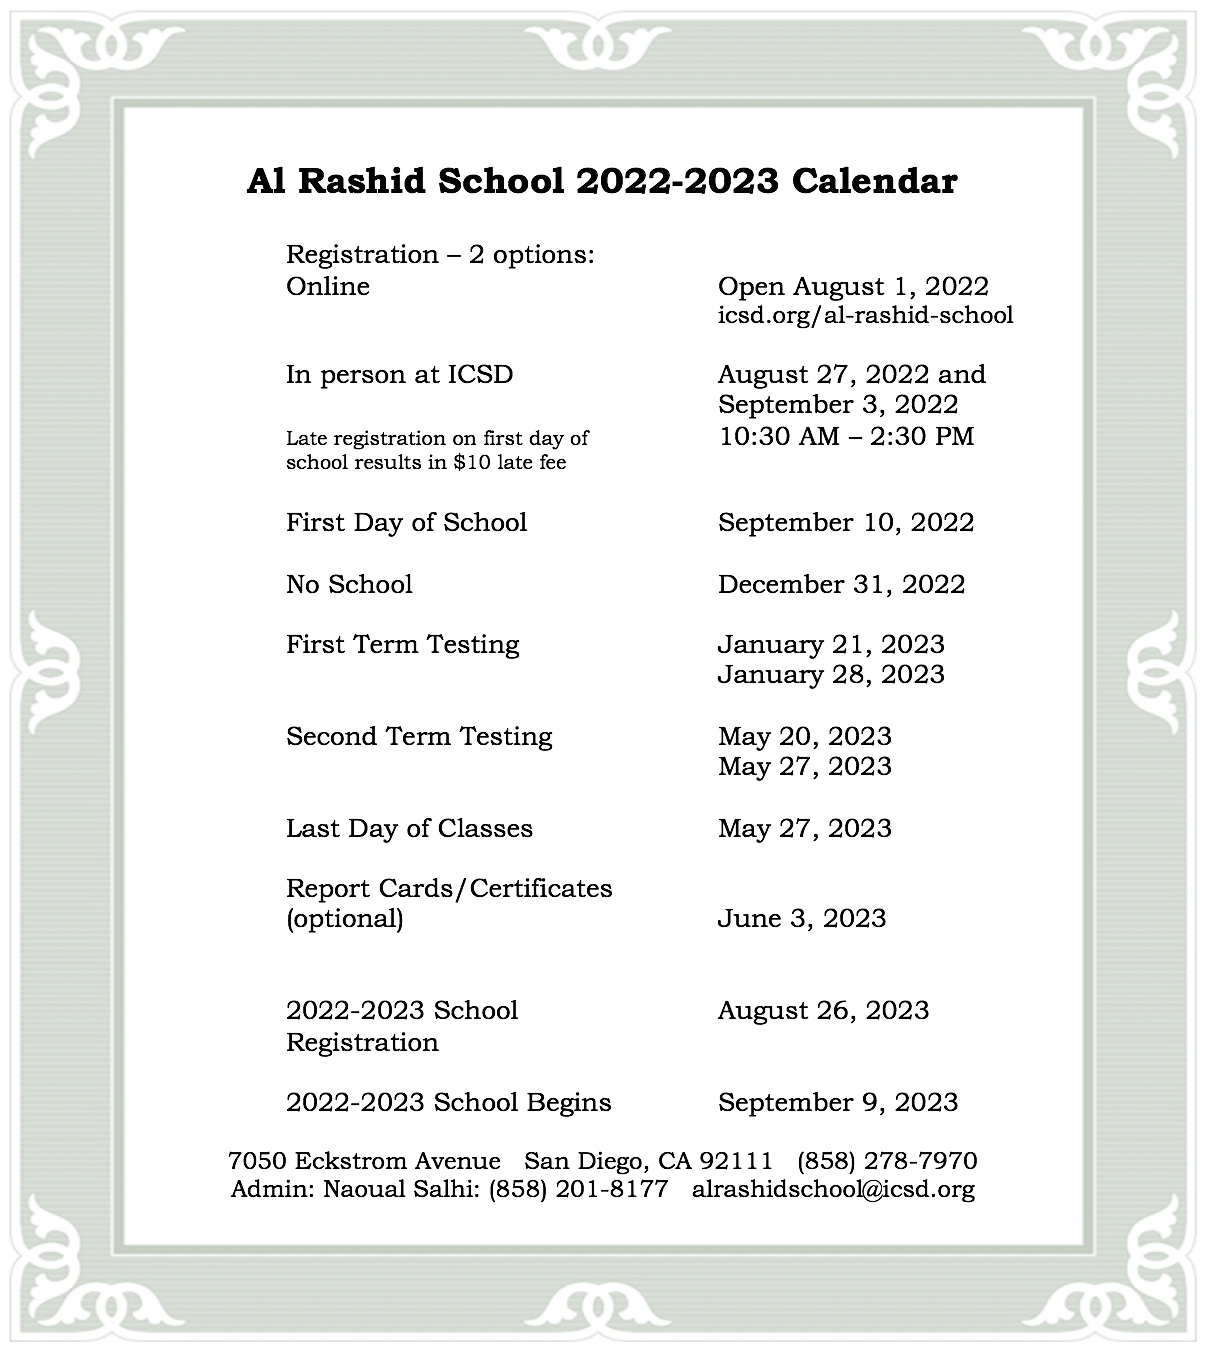 Al Rashid School 2022-2023 Calendar
Registration – 2 options:
Online Open August 1, 2022
icsd.org/al-rashid-school
In person at ICSD August 27, 2022 and
September 3, 2022
Late registration on first day of 10:30 AM – 2:30 PM
school results in $10 late fee
First Day of School September 10, 2022
No School December 31, 2022
First Term Testing January 21, 2023
January 28, 2023
Second Term Testing May 20, 2023
May 27, 2023
Last Day of Classes May 27, 2023
Report Cards/Certificates
(optional) June 3, 2023
2022-2023 School August 26, 2023
Registration
2022-2023 School Begins September 9, 2023
7050 Eckstrom Avenue San Diego, CA 92111 (858) 278-7970
Admin: Naoual Salhi: (858) 201-8177 alrashidschool@icsd.org